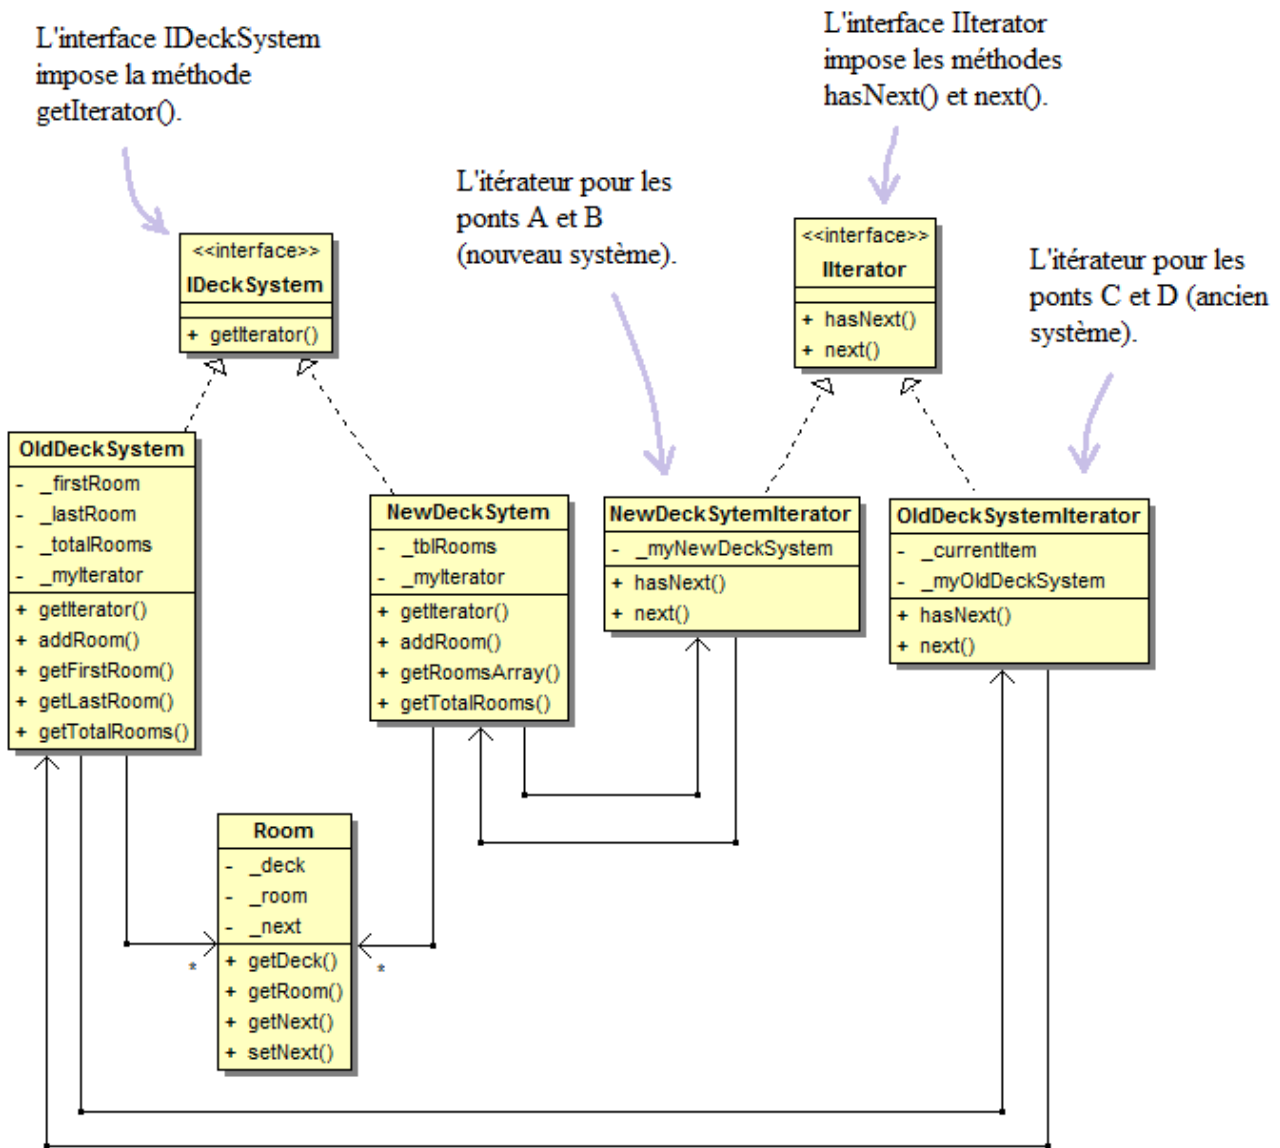 L'interface IDeckSystem
impose la méthode
getIterator().
L'interface IIterator
impose les méthodes
hasNext() et next().
L'itérateur pour les
ponts A et B
(nouveau système).
L'itérateur pour les
ponts C et D (ancien
système).
<<interface>>
IDeckSystem
+ getIterator()
<<interface>>
IIterator
+ hasNext()
+ next()
OldDeckSystem
- _firstRoom
- _lastRoom
- _totalRooms
- _myIterator
+ getIterator()
+ addRoom()
+ getFirstRoom()
+ getLastRoom()
+ getTotalRooms()
NewDeckSytem
- _tblRooms
- _myIterator
+ getIterator()
+ addRoom()
+ getRoomsArray()
+ getTotalRooms()
NewDeckSytemIterator
- _myNewDeckSystem
+ hasNext()
+ next()
OldDeckSystemIterator
- _currentItem
- _myOldDeckSystem
+ hasNext()
+ next()
Room
- _deck
- _room
- _next
+ getDeck()
+ getRoom()
+ getNext()
+ setNext()
*
*